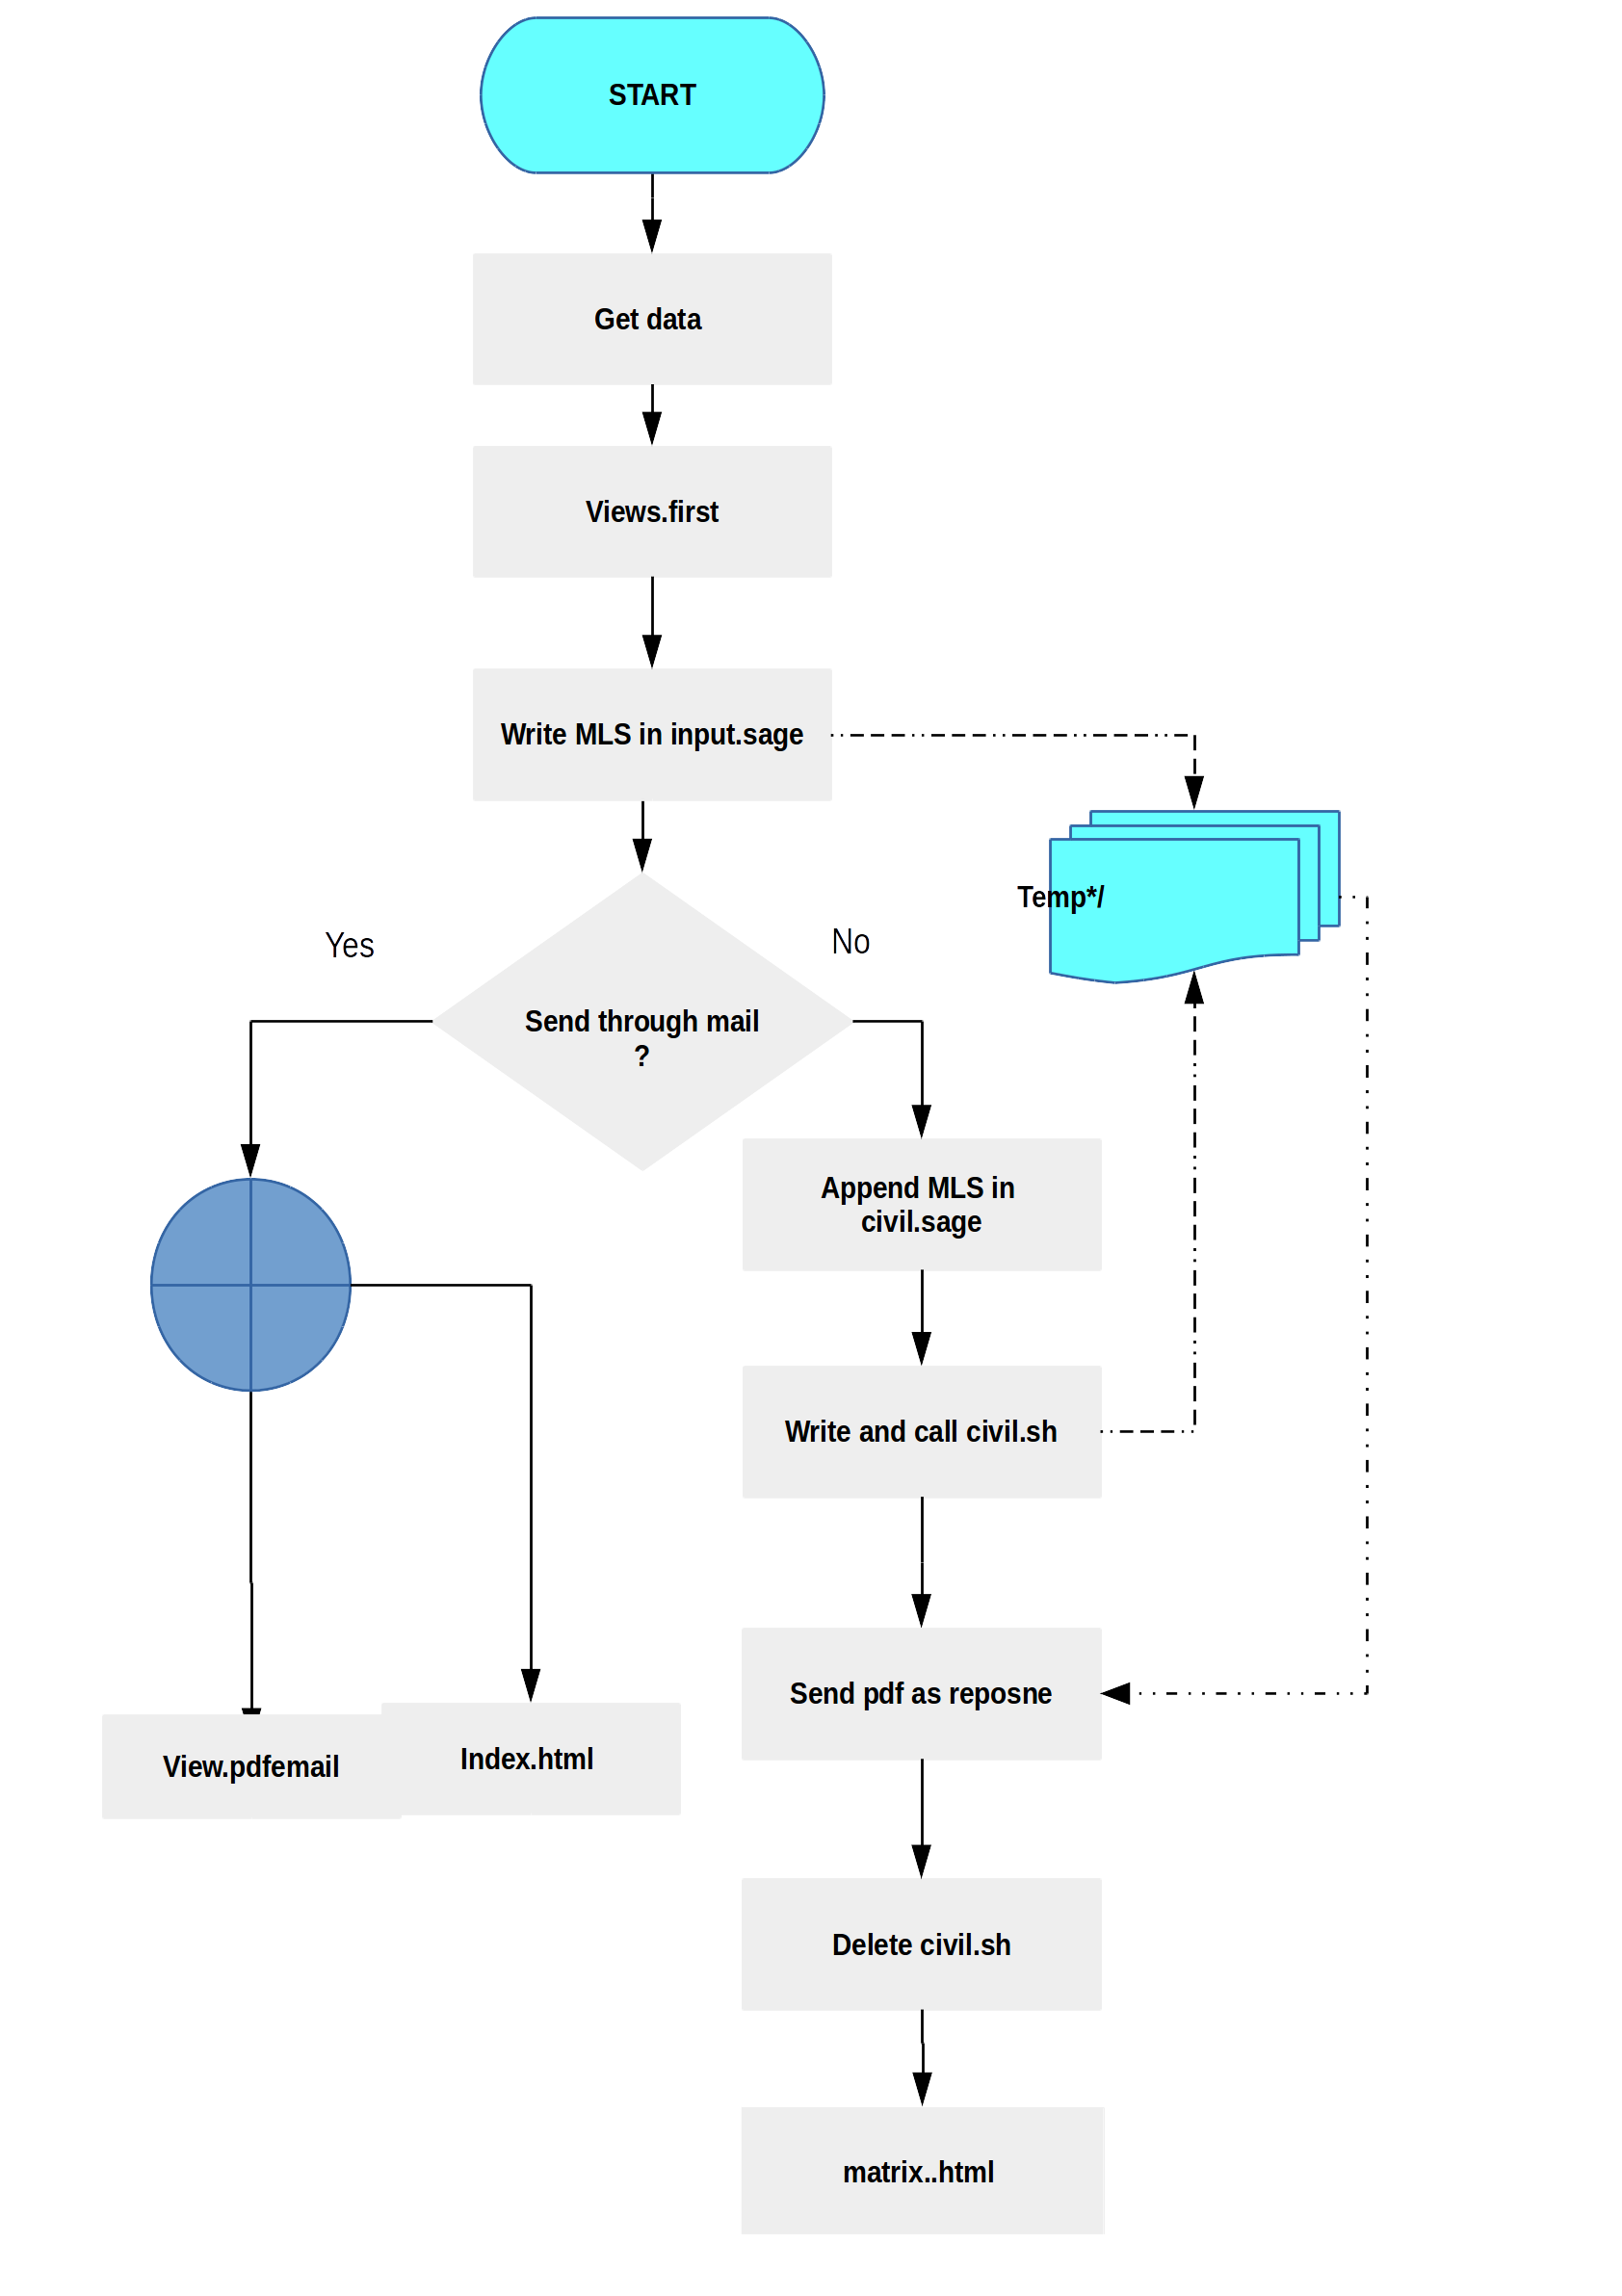 START
Get data
Views.first
Write MLS in input.sage
Temp*/
Yes
No
Send through mail
?
Append MLS in
civil.sage
Write and call civil.sh
Send pdf as reposne
View.pdfemail
Index.html
Delete civil.sh
matrix..html